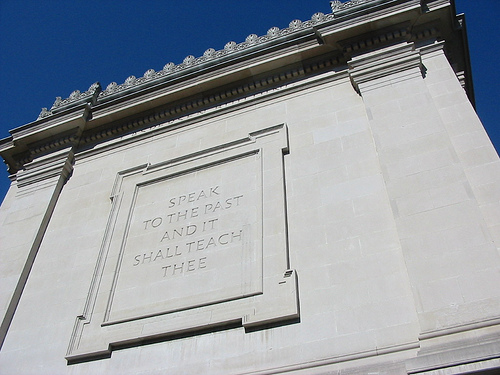 SPEAK
TO THE PAST
AND IT
SHALL TEACH
THEE